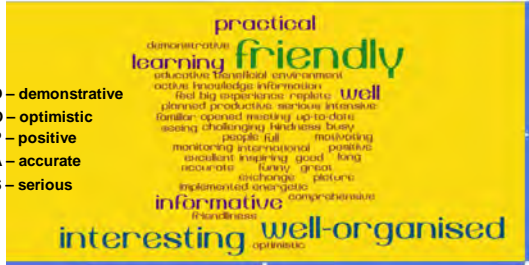 practical
demonstrative
learning friendly
educative beneficial environment
active knowledge information
feel big experience replete well
planned productive serious intensive
familiar opened meeting up-to-date
seeing challenging kindness busy
people full motivating
monitoring international positive
excellent inspiring good long
accurate funny great
exchange picture
implemented energetic
informative comprehensive
friendliness
interesting well-organised
optimistic
– demonstrative
– optimistic
– positive
– accurate
– serious